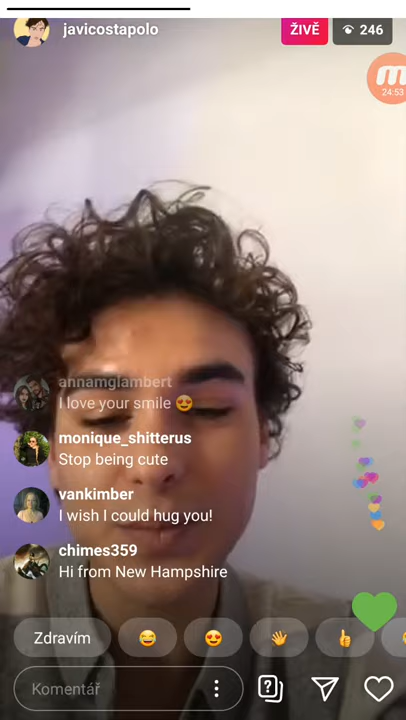 javicostapolo
ŽIVĚ
246
24:53
annamglambert
I love your smile 😍
monique_shitterus
Stop being cute
vankimber
I wish I could hug you!
chimes359
Hi from New Hampshire
Zdravím
Komentář